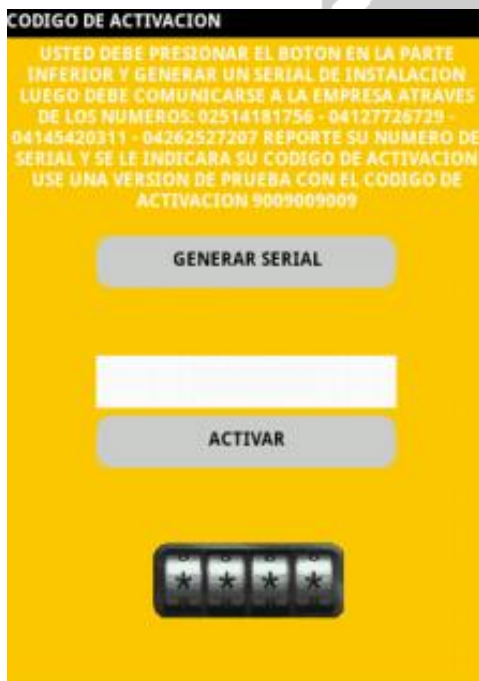 CODIGO DE ACTIVACION
USTED DEBE PRESIONAR EL BOTON EN LA PARTE
INFERIOR Y GENERAR UN SERIAL DE INSTALACION
LUEGO DEBE COMUNICARSE A LA EMPRESA ATRAVES
DE LOS NUMEROS: 02514181756 - 04127726729 -
04145420311 - 04262527207 REPORTE SU NUMERO DE
SERIAL Y SE LE INDICARA SU CODIGO DE ACTIVACION
USE UNA VERSION DE PRUEBA CON EL CODIGO DE
ACTIVACION 9009009009
GENERAR SERIAL
ACTIVAR
* * * *